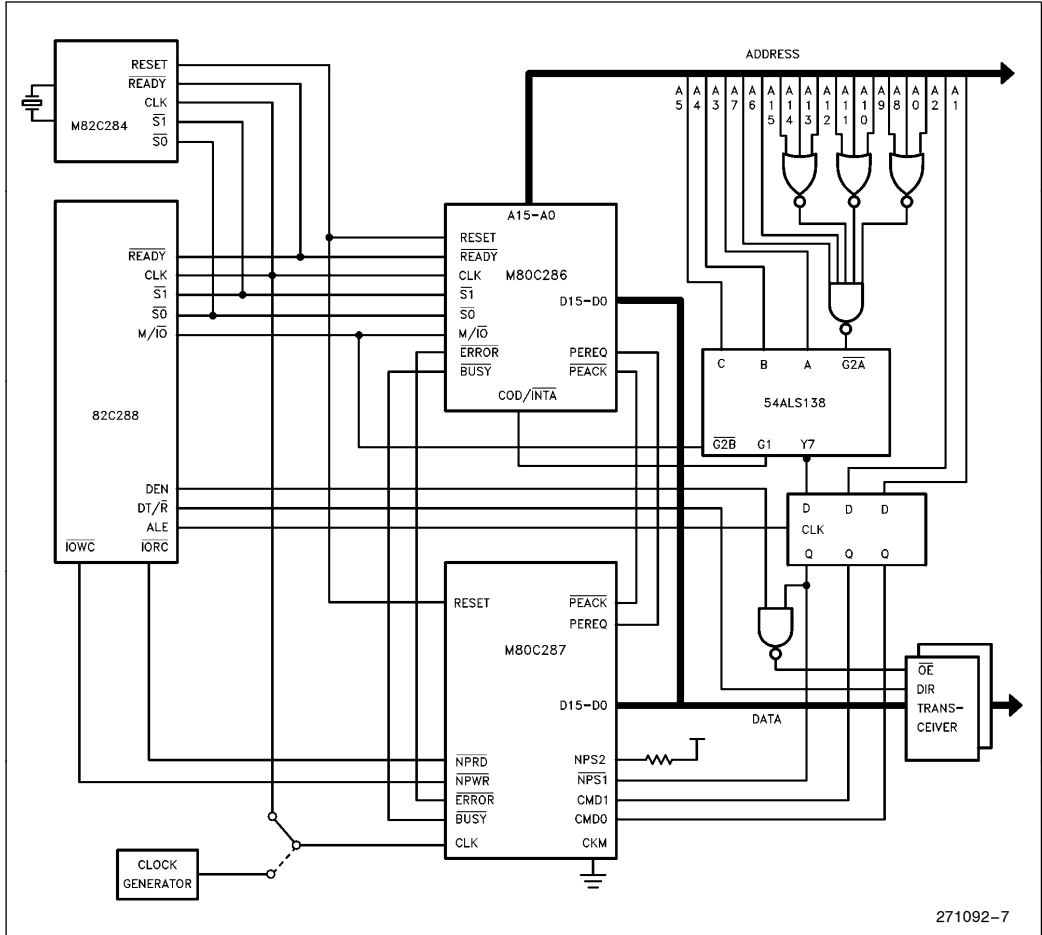 ADDRESS
RESET
READY
CLK
S1
S0
M82C284
A5
A4
A3
A7
A6
A15
A14
A13
A12
A11
A10
A9
A8
A0
A2
A1
READY
CLK
S1
S0
M/IO
82C288
DEN
DT/R
ALE
IOWC
IORC
A15-A0
RESET
READY
CLK
S1
S0
M/IO
ERROR
BUSY
M80C286
D15-D0
PEREQ
PEACK
COD/INTA
C
B
A
G2A
54ALS138
G2B
G1
Y7
D
D
D
CLK
Q
Q
Q
RESET
PEACK
PEREQ
M80C287
D15-D0
DATA
OE
DIR
TRANS-
CEIVER
NPRD
NPWR
ERROR
BUSY
CLK
NPS2
NPS1
CMD1
CMD0
CKM
CLOCK
GENERATOR
271092-7